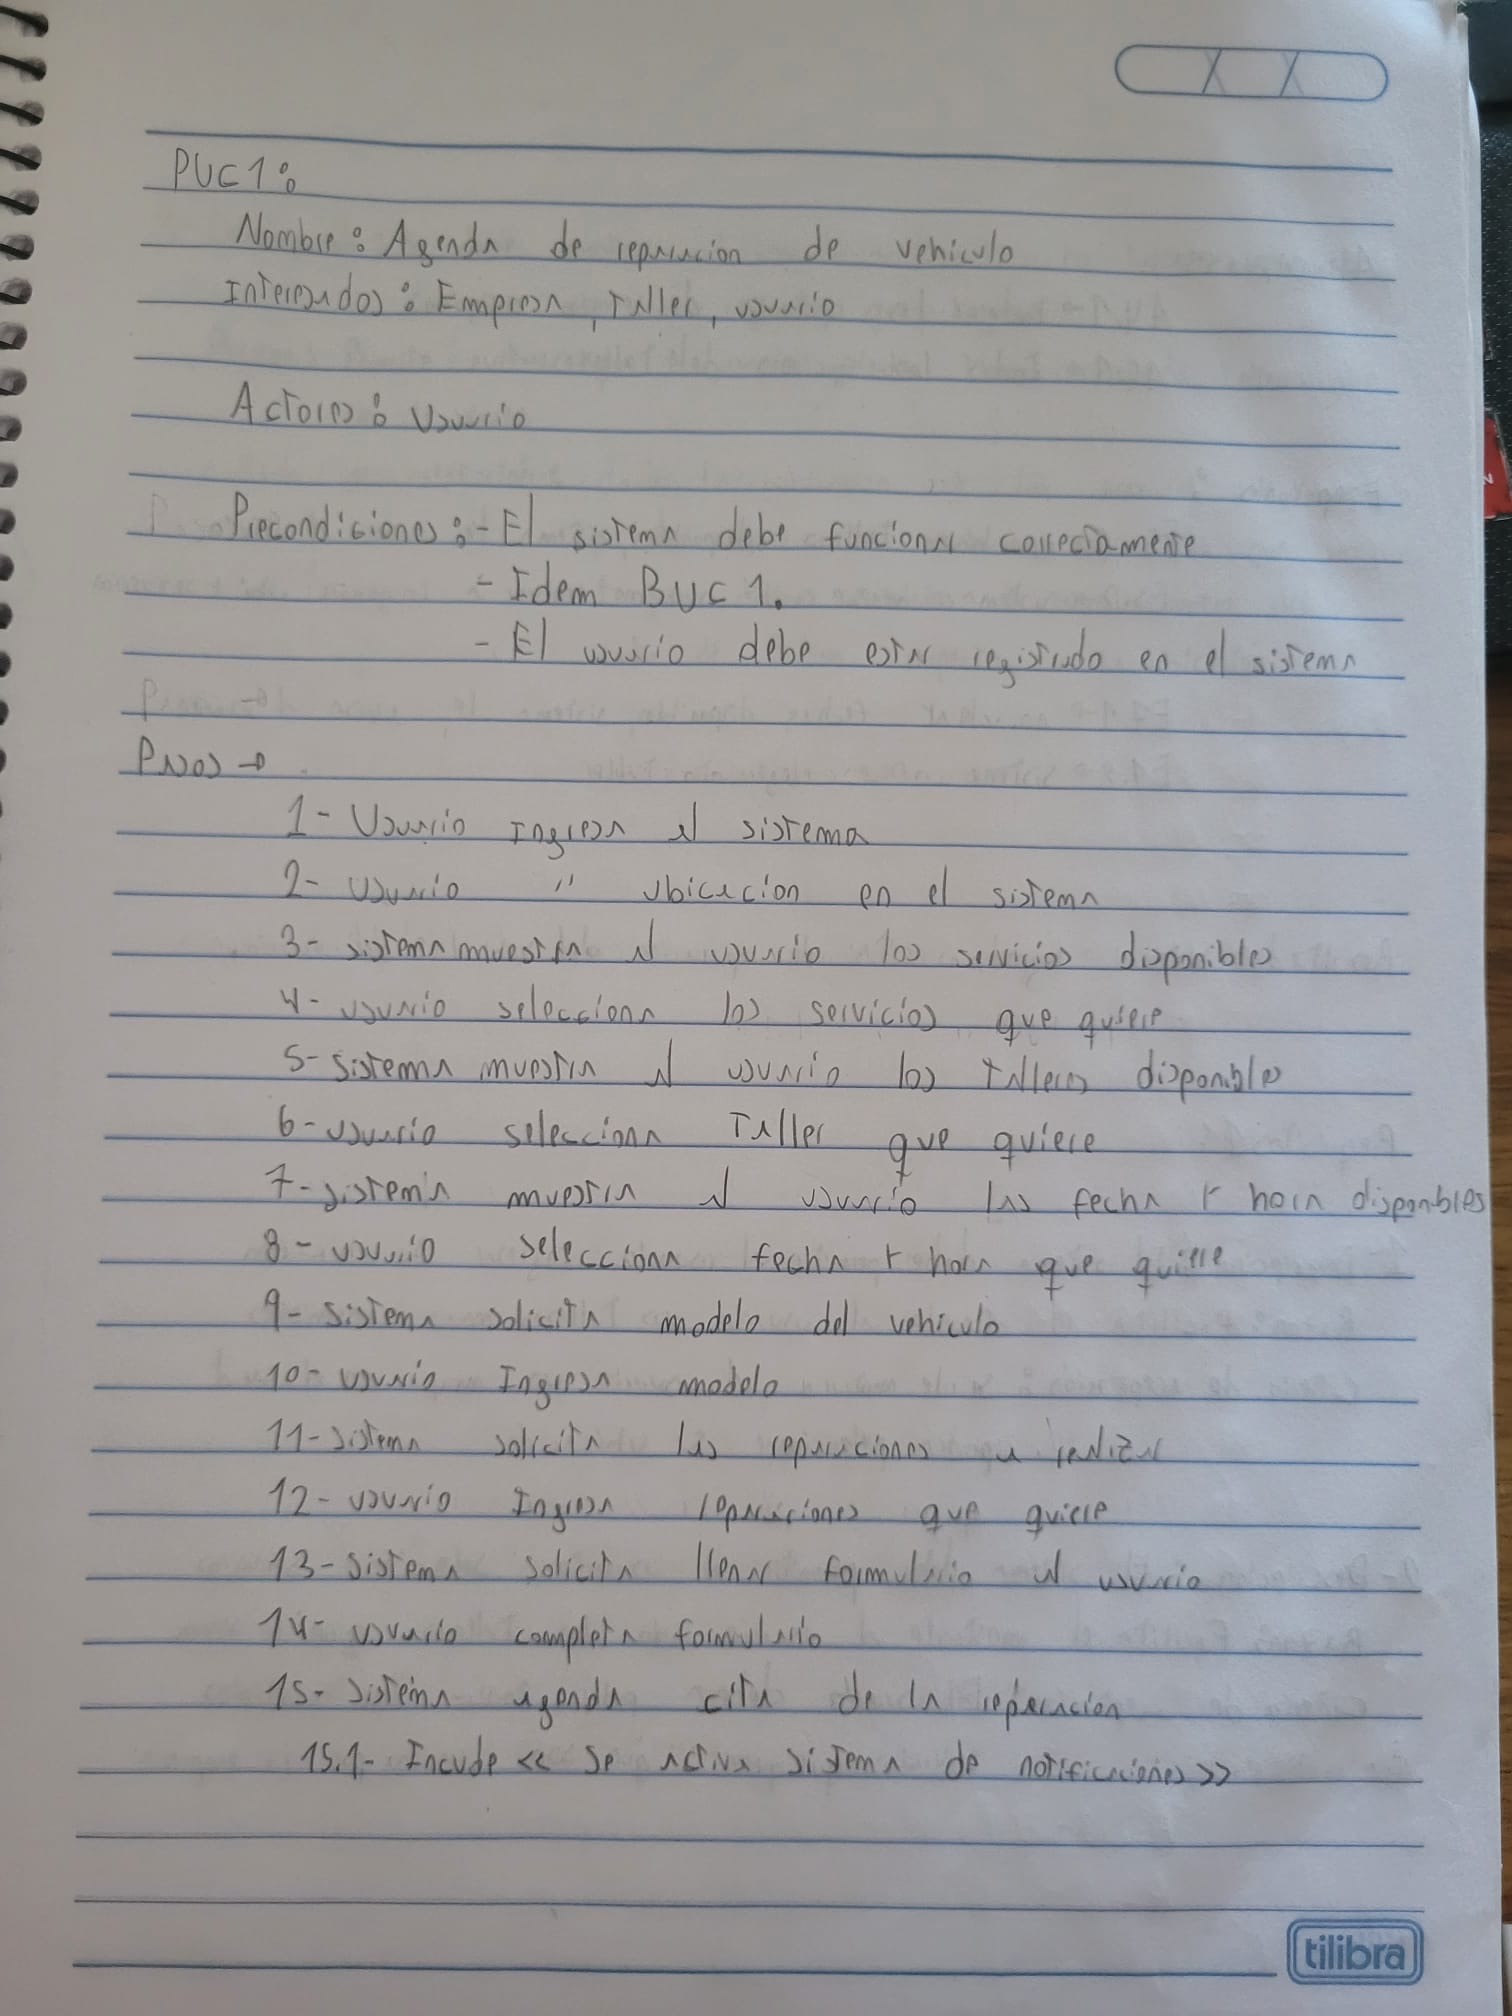 PUC1:
Nombre: Agenda de reparacion de vehiculo
Interesados: Empresa, Taller, usuario
Actores: Usuario
Precondiciones: - El sistema debe funcionar correctamente
- Idem BUC1.
- El usuario debe estar registrado en el sistema
Pasos →
1- Usuario Ingresa al sistema
2- usuario " ubicacion en el sistema
3- sistema muestra al usuario los servicios disponibles
4- usuario selecciona los servicios que quiere
5- sistema muestra al usuario los talleres disponibles
6- usuario selecciona Taller que quiere
7- sistema muestra al usuario las fecha y hora disponibles
8- usuario selecciona fecha y hora que quiere
9- sistema solicita modelo del vehiculo
10- usuario Ingresa modelo
11- sistema solicita las reparaciones a realizar
12- usuario Ingresa reparaciones que quiere
13- sistema solicita llenar formulario al usuario
14- usuario completa formulario
15- sistema agenda cita de la reparacion
15.1- Incude << se activa sistema de notificaciones >>
tilibra